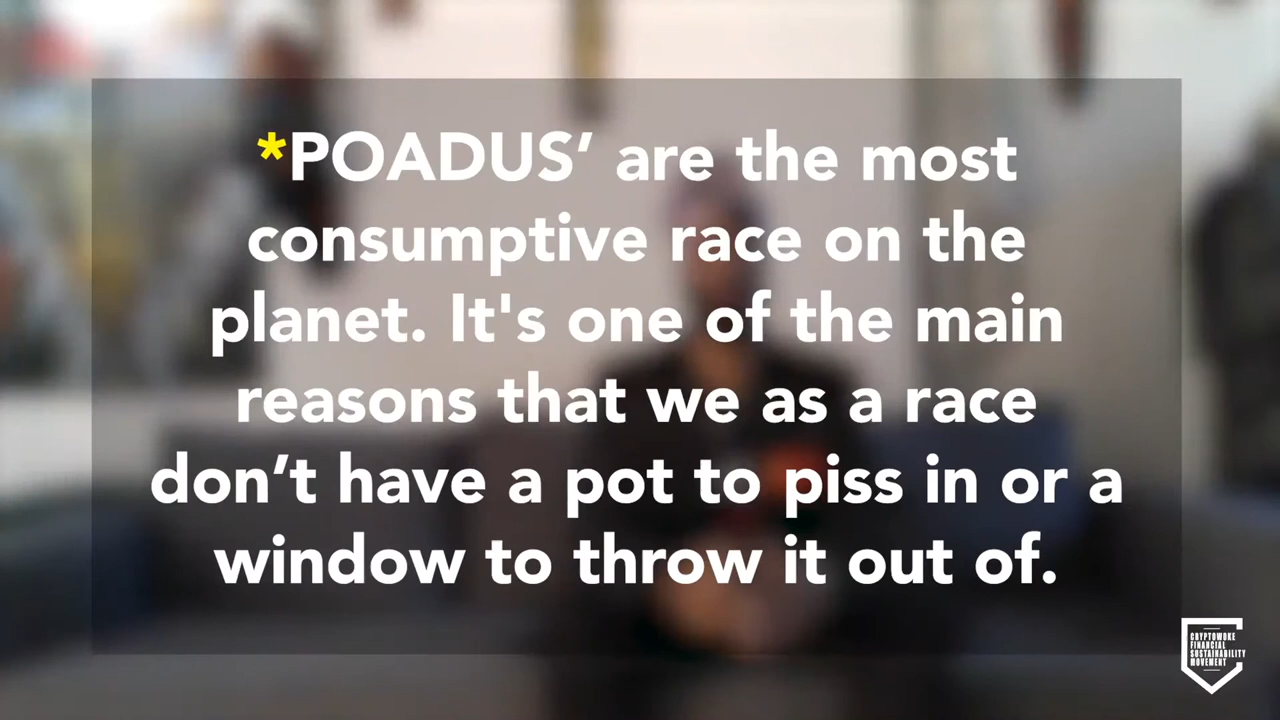 *POADUS’ are the most
consumptive race on the
planet. It's one of the main
reasons that we as a race
don’t have a pot to piss in or a
window to throw it out of.
CRYPTOWOKE
FINANCIAL
SUSTAINABILITY
MOVEMENT